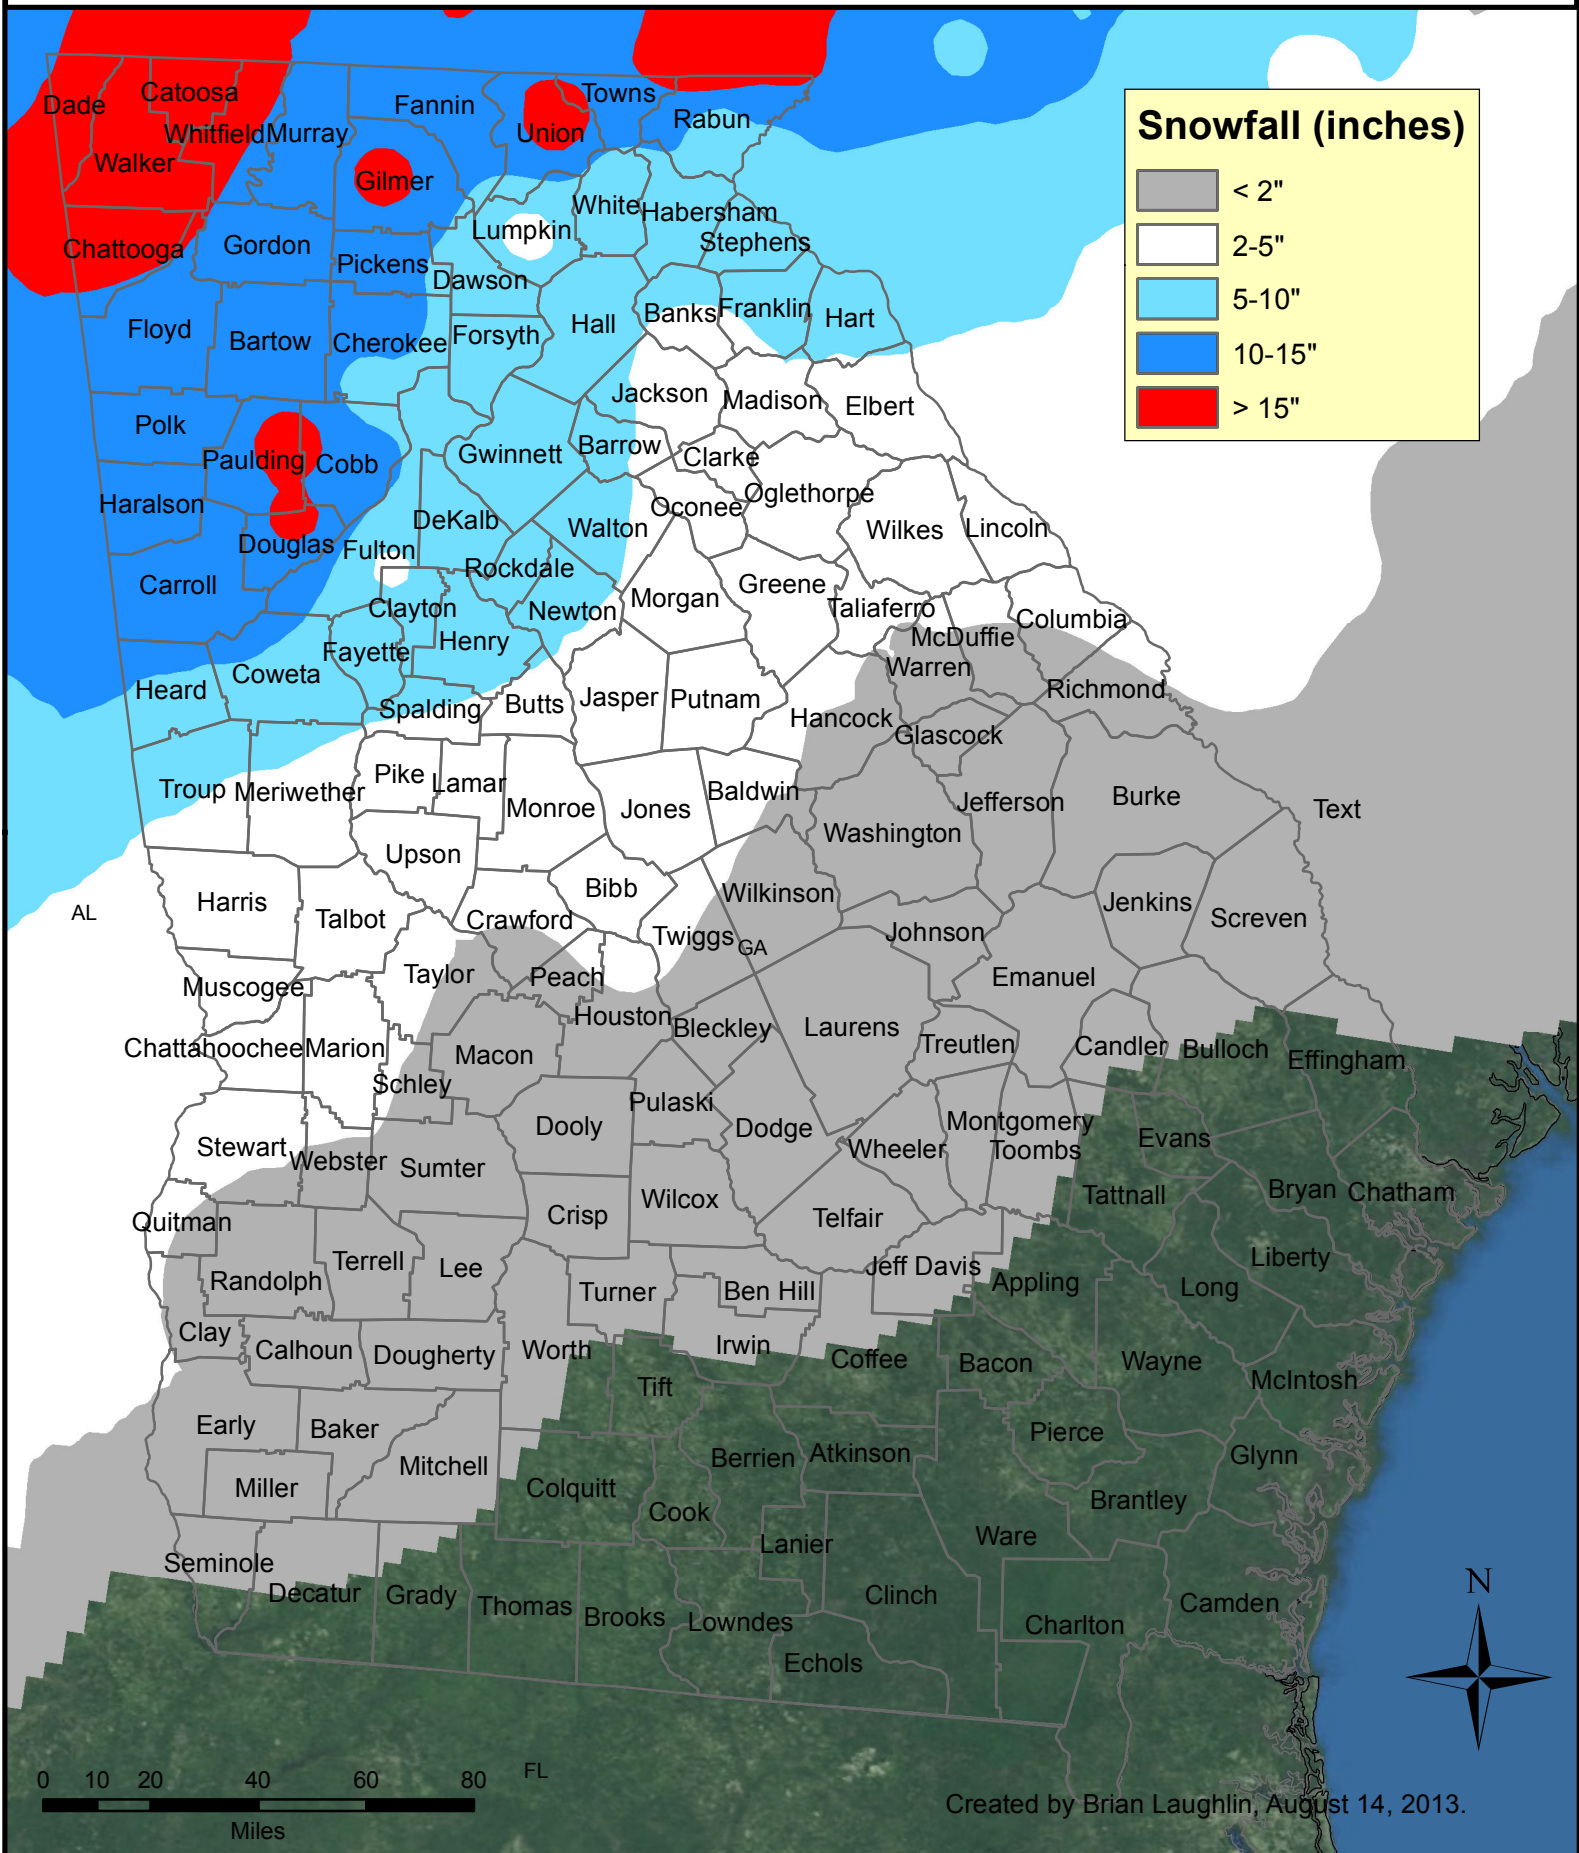 Snowfall (inches)
< 2"
2-5"
5-10"
10-15"
> 15"
Dade
Catoosa
Whitfield
Murray
Walker
Fannin
Union
Towns
Rabun
Gilmer
Chattooga
Gordon
Pickens
Lumpkin
White
Habersham
Stephens
Dawson
Floyd
Bartow
Cherokee
Forsyth
Hall
Banks
Franklin
Hart
Polk
Paulding
Cobb
Gwinnett
Barrow
Jackson
Madison
Elbert
Clarke
Oconee
Oglethorpe
Haralson
Douglas
Fulton
DeKalb
Walton
Wilkes
Lincoln
Carroll
Rockdale
Clayton
Newton
Morgan
Greene
Taliaferro
Columbia
McDuffie
Warren
Richmond
Heard
Coweta
Fayette
Henry
Spalding
Butts
Jasper
Putnam
Hancock
Glascock
Troup
Meriwether
Pike
Lamar
Monroe
Jones
Baldwin
Washington
Jefferson
Burke
Text
Upson
Bibb
Wilkinson
AL
Harris
Talbot
Crawford
Twiggs
GA
Johnson
Jenkins
Screven
Muscogee
Taylor
Peach
Emanuel
Chattahoochee
Marion
Schley
Macon
Houston
Bleckley
Laurens
Treutlen
Candler
Bulloch
Effingham
Stewart
Webster
Sumter
Dooly
Pulaski
Dodge
Wheeler
Montgomery
Toombs
Evans
Tattnall
Bryan
Chatham
Quitman
Crisp
Wilcox
Telfair
Randolph
Terrell
Lee
Turner
Ben Hill
Jeff Davis
Appling
Long
Liberty
Clay
Calhoun
Dougherty
Worth
Irwin
Coffee
Bacon
Wayne
McIntosh
Tift
Early
Baker
Mitchell
Miller
Colquitt
Berrien
Atkinson
Pierce
Glynn
Cook
Brantley
Lanier
Ware
Seminole
Decatur
Grady
Thomas
Brooks
Lowndes
Clinch
Echols
Charlton
Camden
N
0 10 20 40 60 80
Miles
FL
Created by Brian Laughlin, August 14, 2013.